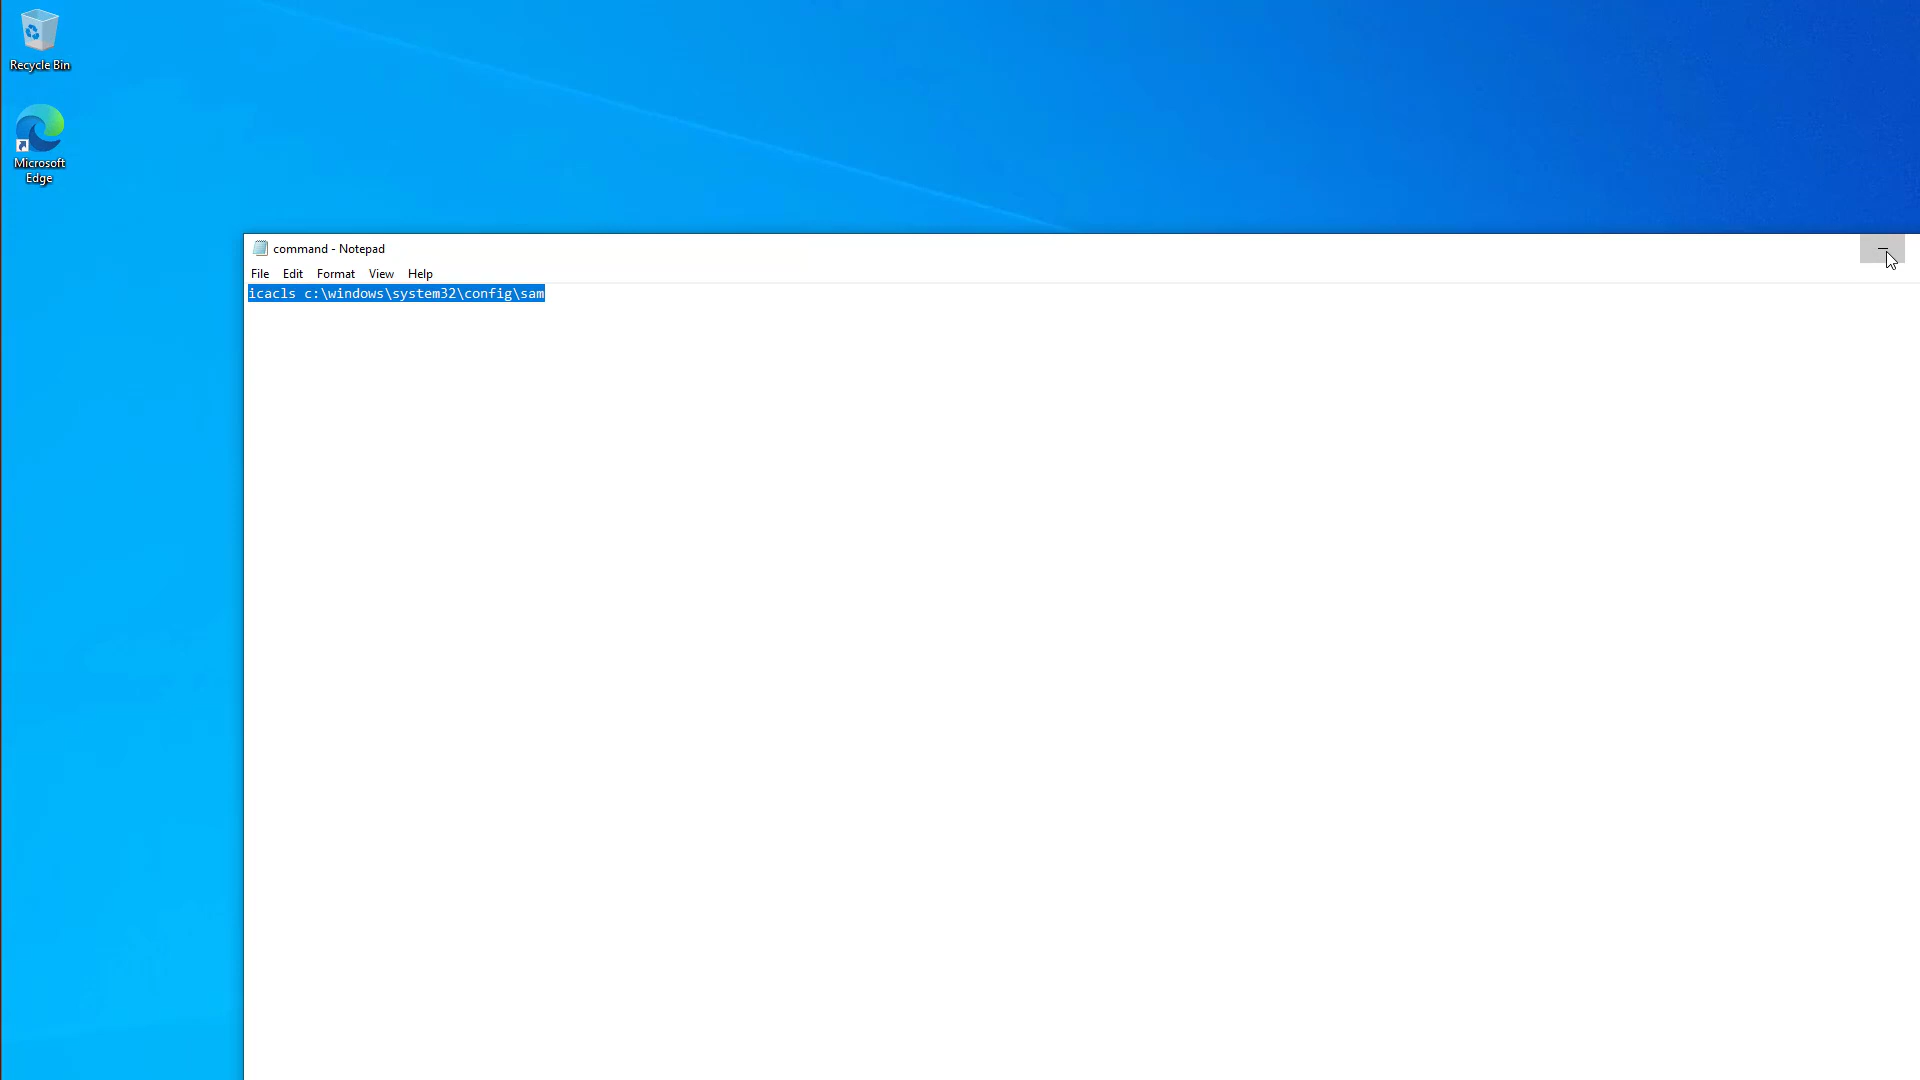 Recycle Bin
Microsoft
Edge
command - Notepad
File Edit Format View Help
icacls c:\windows\system32\config\sam